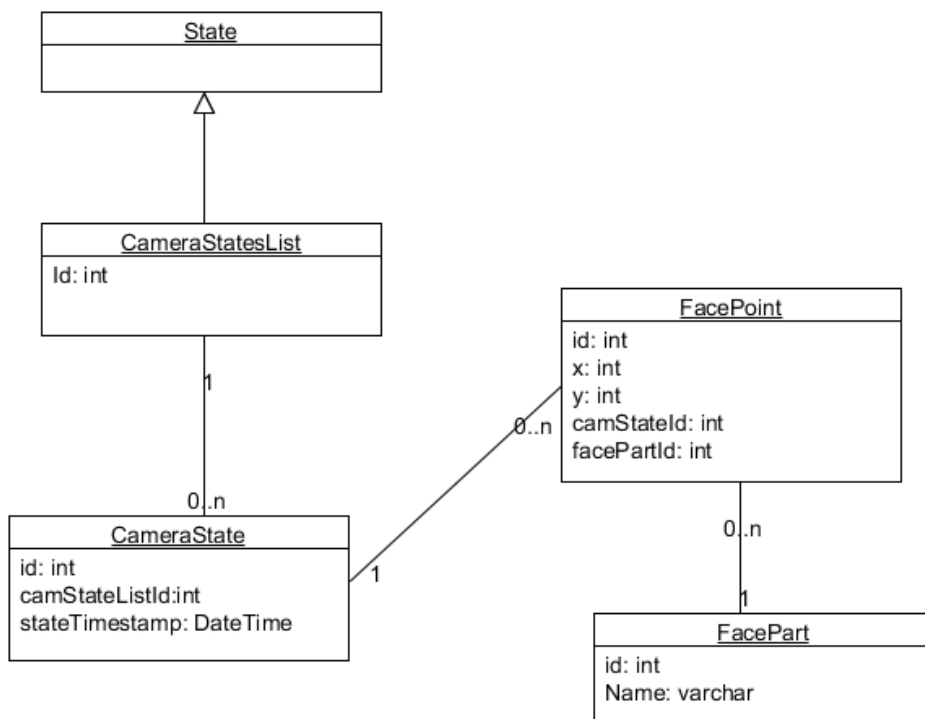 State
CameraStatesList
Id: int
1
0..n
CameraState
id: int
camStateListId:int
stateTimestamp: DateTime
1
0..n
FacePoint
id: int
x: int
y: int
camStateId: int
facePartId: int
0..n
1
FacePart
id: int
Name: varchar